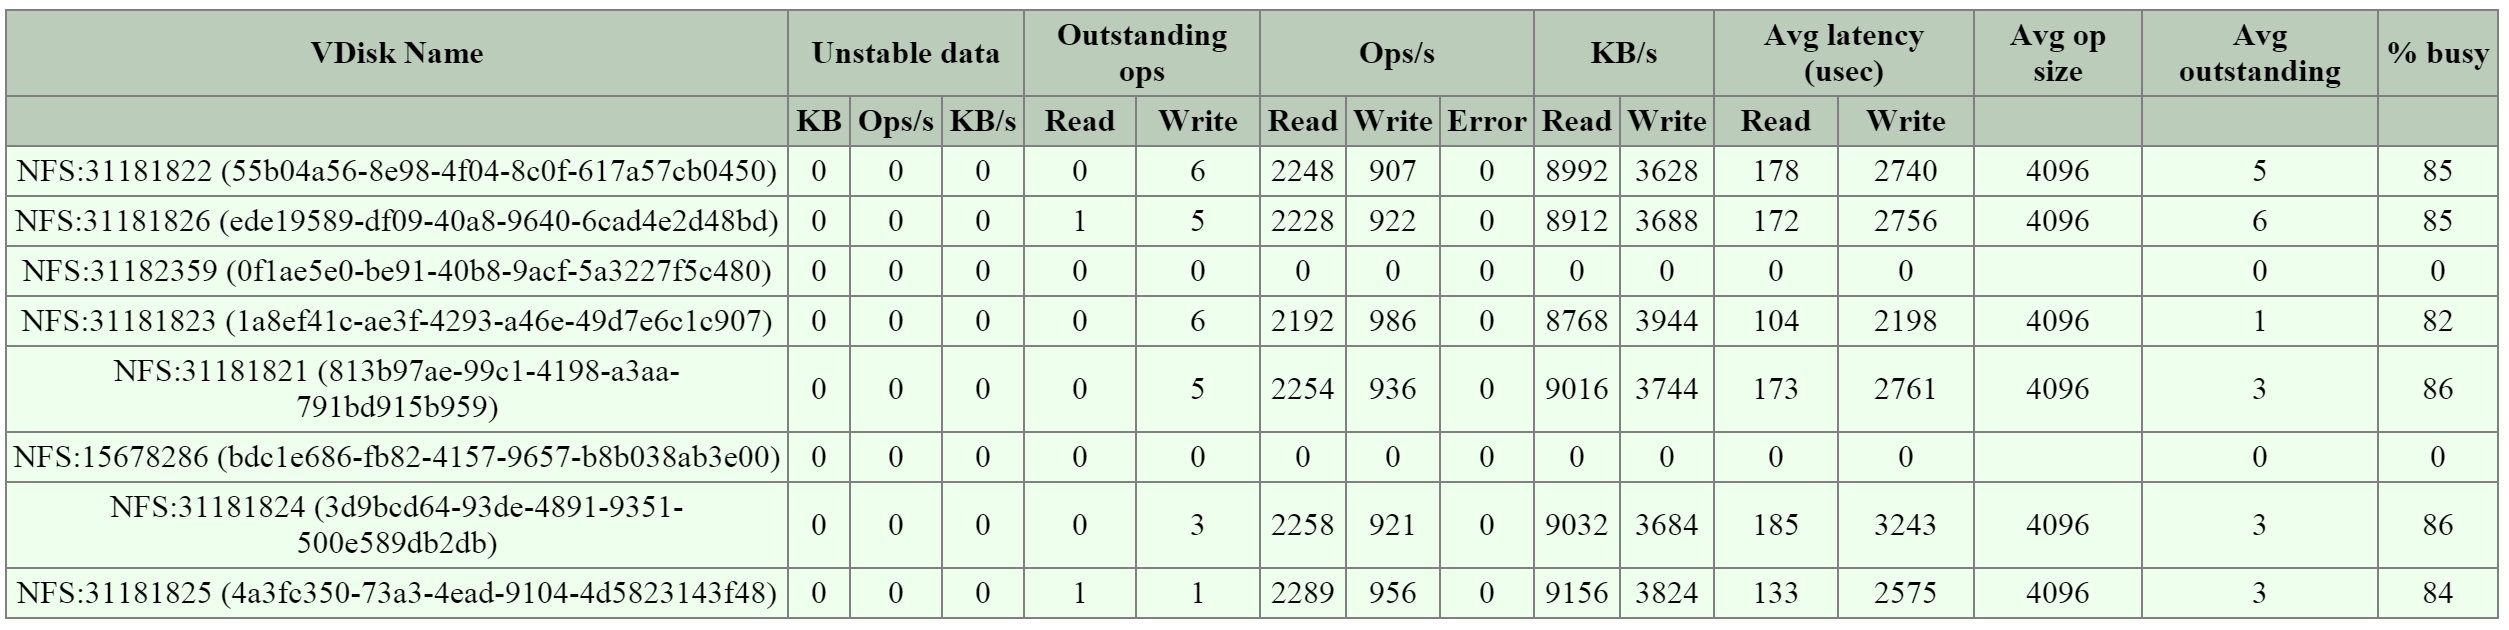 VDisk Name Unstable data Outstanding ops Ops/s KB/s Avg latency (usec) Avg op size Avg outstanding % busy
KB Ops/s KB/s Read Write Read Write Error Read Write Read Write
NFS:31181822 (55b04a56-8e98-4f04-8c0f-617a57cb0450) 0 0 0 0 6 2248 907 0 8992 3628 178 2740 4096 5 85
NFS:31181826 (ede19589-df09-40a8-9640-6cad4e2d48bd) 0 0 0 1 5 2228 922 0 8912 3688 172 2756 4096 6 85
NFS:31182359 (0f1ae5e0-be91-40b8-9acf-5a3227f5c480) 0 0 0 0 0 0 0 0 0 0 0 0 0 0
NFS:31181823 (1a8ef41c-ae3f-4293-a46e-49d7e6c1c907) 0 0 0 0 6 2192 986 0 8768 3944 104 2198 4096 1 82
NFS:31181821 (813b97ae-99c1-4198-a3aa-
791bd915b959) 0 0 0 0 5 2254 936 0 9016 3744 173 2761 4096 3 86
NFS:15678286 (bdc1e686-fb82-4157-9657-b8b038ab3e00) 0 0 0 0 0 0 0 0 0 0 0 0 0 0
NFS:31181824 (3d9bcd64-93de-4891-9351-
500e589db2db) 0 0 0 0 3 2258 921 0 9032 3684 185 3243 4096 3 86
NFS:31181825 (4a3fc350-73a3-4ead-9104-4d5823143f48) 0 0 0 1 1 2289 956 0 9156 3824 133 2575 4096 3 84